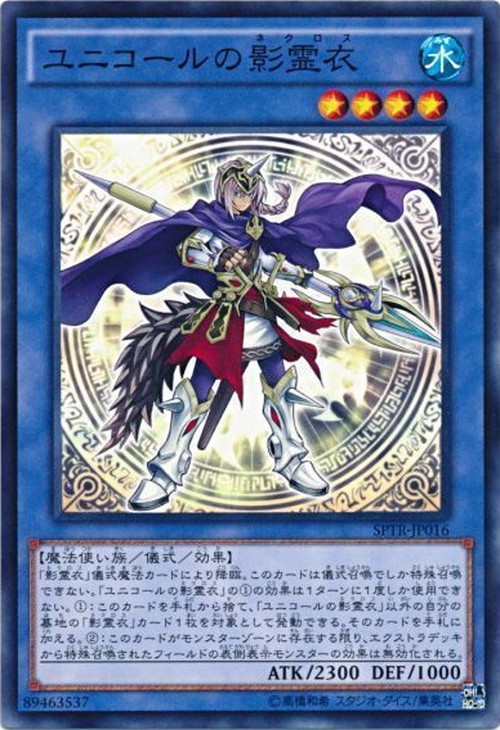 ネクロス
ユニコールの影霊衣
水
SPTR-JP016
【魔法使い族／儀式／効果】
「影霊衣」儀式魔法カードにより降臨。このカードは儀式召喚でしか特殊召喚
できない。「ユニコールの影霊衣」の①の効果は１ターンに１度しか使用でき
ない。①：このカードを手札から捨て、「ユニコールの影霊衣」以外の自分の
墓地の「影霊衣」カード１枚を対象として発動できる。そのカードを手札に
加える。②：このカードがモンスターゾーンに存在する限り、エクストラデッキ
から特殊召喚されたフィールドの表側表示モンスターの効果は無効化される。
ATK/2300 DEF/1000
89463537
©高橋和希 スタジオ・ダイス/集英社